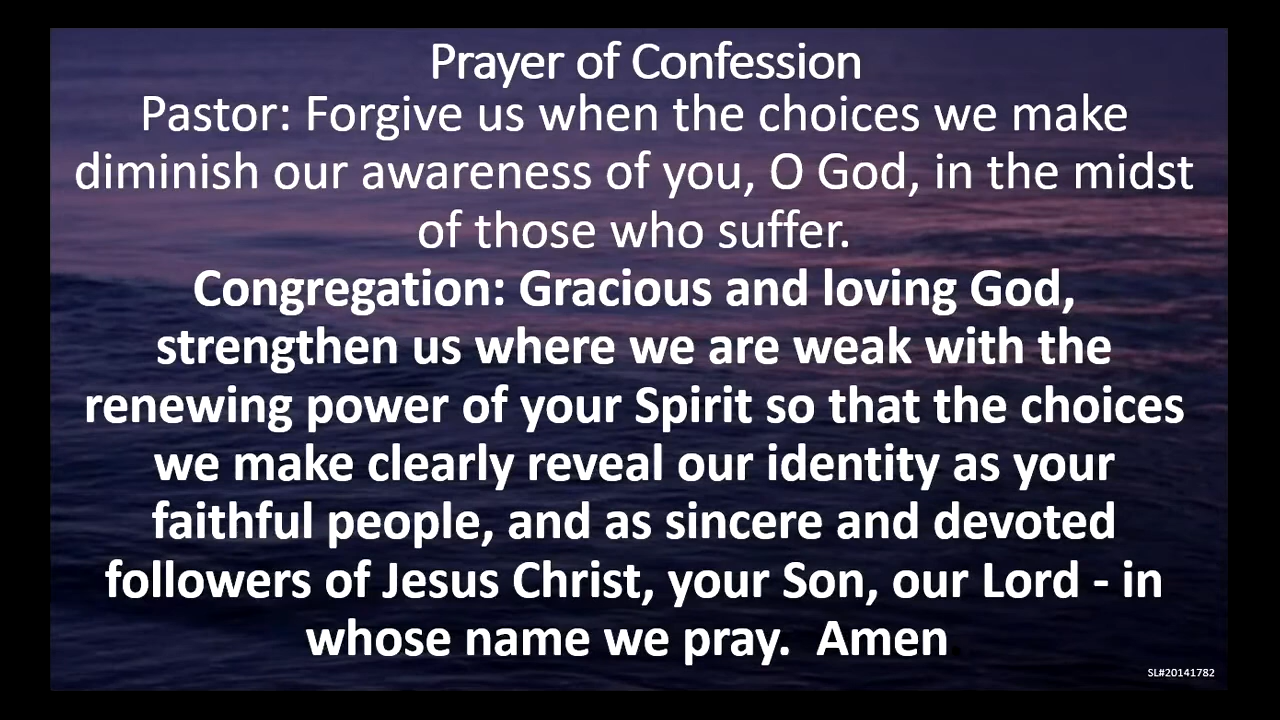 Prayer of Confession
Pastor: Forgive us when the choices we make
diminish our awareness of you, O God, in the midst
of those who suffer.
Congregation: Gracious and loving God,
strengthen us where we are weak with the
renewing power of your Spirit so that the choices
we make clearly reveal our identity as your
faithful people, and as sincere and devoted
followers of Jesus Christ, your Son, our Lord - in
whose name we pray.  Amen
SL#20141782